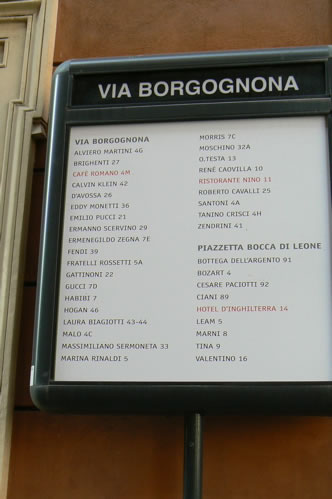 VIA BORGOGNONA
VIA BORGOGNONA
ALVIERO MARTINI 4G
BRIGHENTI 27
CAFÈ ROMANO 4M
CALVIN KLEIN 42
D'AVOSSA 26
EDDY MONETTI 36
EMILIO PUCCI 21
ERMANNO SCERVINO 29
ERMENEGILDO ZEGNA 7E
FENDI 39
FRATELLI ROSSETTI 5A
GATTINONI 22
GUCCI 7D
HABIBI 7
HOGAN 46
LAURA BIAGIOTTI 43-44
MALO 4C
MASSIMILIANO SERMONETA 33
MARINA RINALDI 5
MORRIS 7C
MOSCHINO 32A
O.TESTA 13
RENÉ CAOVILLA 10
RISTORANTE NINO 11
ROBERTO CAVALLI 25
SANTONI 4A
TANINO CRISCI 4H
ZENDRINI 41
PIAZZETTA BOCCA DI LEONE
BOTTEGA DELL'ARGENTO 91
BOZART 4
CESARE PACIOTTI 92
CIANI 89
HOTEL D'INGHILTERRA 14
LEAM 5
MARNI 8
TINA 9
VALENTINO 16